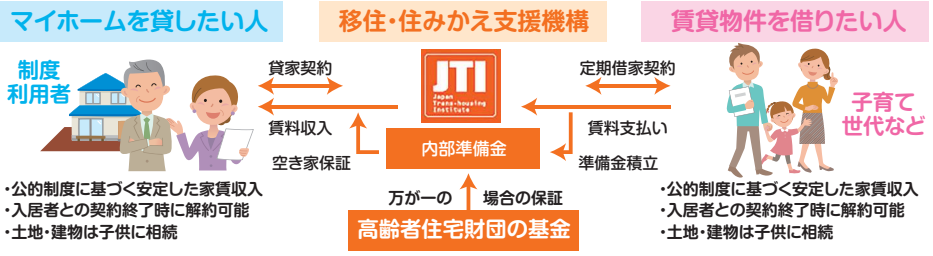 マイホームを貸したい人
移住・住みかえ支援機構
賃貸物件を借りたい人
制度
利用者
貸家契約
賃料収入
空き家保証
JTI
Japan
Trans-housing
Institute
内部準備金
定期借家契約
賃料支払い
準備金積立
子育て
世代など
万が一の 場合の保証
高齢者住宅財団の基金
・公的制度に基づく安定した家賃収入
・入居者との契約終了時に解約可能
・土地・建物は子供に相続
・公的制度に基づく安定した家賃収入
・入居者との契約終了時に解約可能
・土地・建物は子供に相続